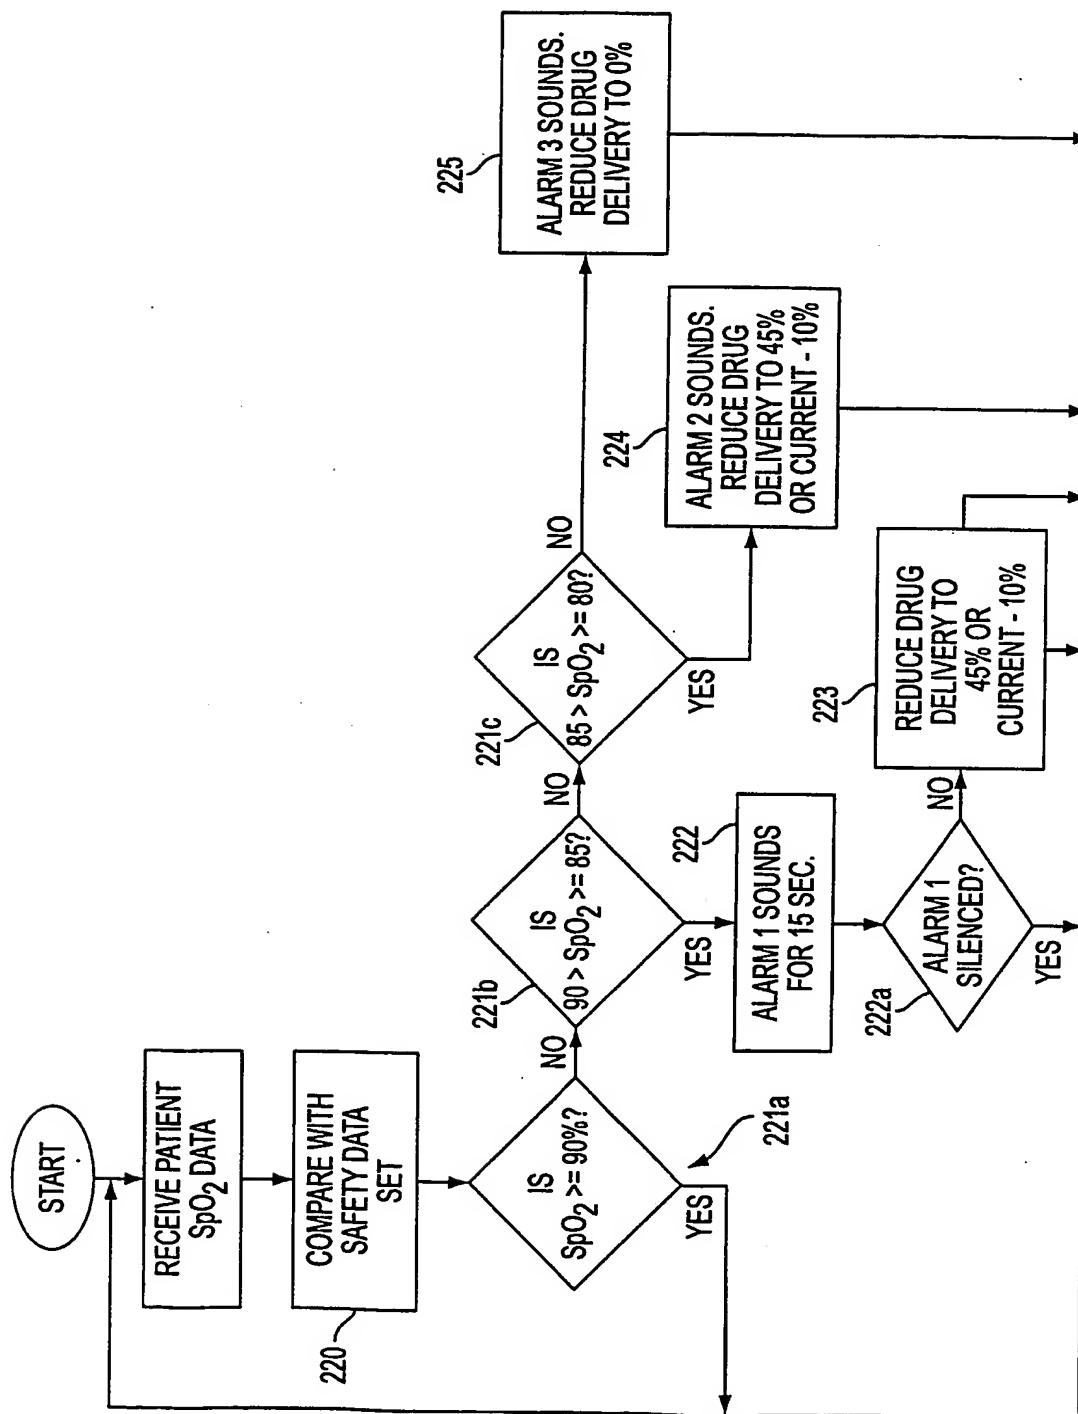 START
RECEIVE PATIENT
SpO2 DATA
COMPARE WITH
SAFETY DATA
SET
220
IS
SpO2 >= 90%?
221a
YES
NO
IS
90 > SpO2 >= 85?
221b
YES
NO
IS
85 > SpO2 >= 80?
221c
YES
NO
ALARM 3 SOUNDS.
REDUCE DRUG
DELIVERY TO 0%
225
ALARM 2 SOUNDS.
REDUCE DRUG
DELIVERY TO 45%
OR CURRENT - 10%
224
ALARM 1 SOUNDS
FOR 15 SEC.
222
ALARM 1
SILENCED?
222a
YES
NO
REDUCE DRUG
DELIVERY TO
45% OR
CURRENT - 10%
223